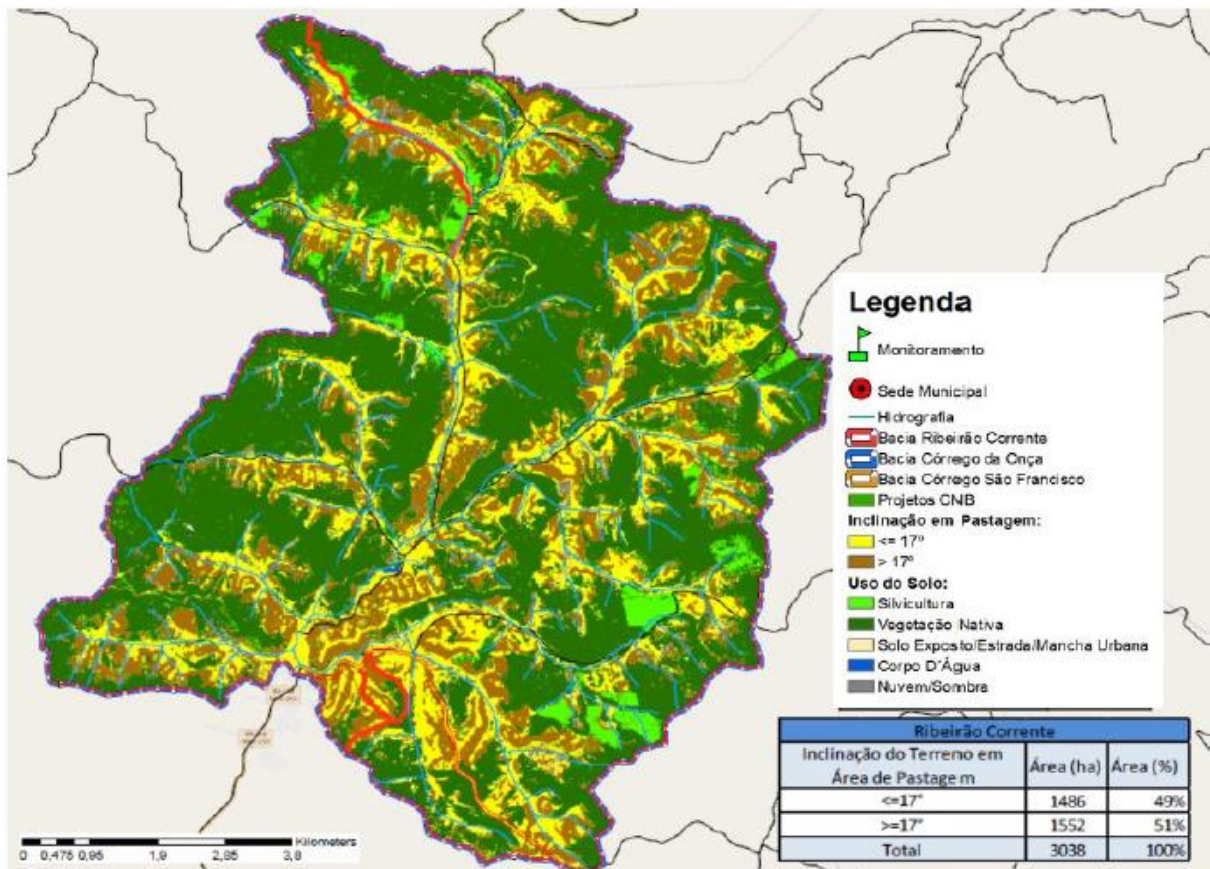 Legenda
Monitoramento
Sede Municipal
Hidrografia
Bacia Ribeirão Corrente
Bacia Córrego da Onça
Bacia Córrego São Francisco
Projetos CNB
Inclinação em Pastagem:
<= 17º
> 17º
Uso do Solo:
Silvicultura
Vegetação Nativa
Solo Exposto/Estrada/Mancha Urbana
Corpo D´Água
Nuvem/Sombra
Ribeirão Corrente
Inclinação do Terreno em Área (ha) Área (%)
Área de Pastage m
<=17° 1486 49%
>=17° 1552 51%
Total 3038 100%
Kilometers
0 0,475 0,95 1,9 2,85 3,8